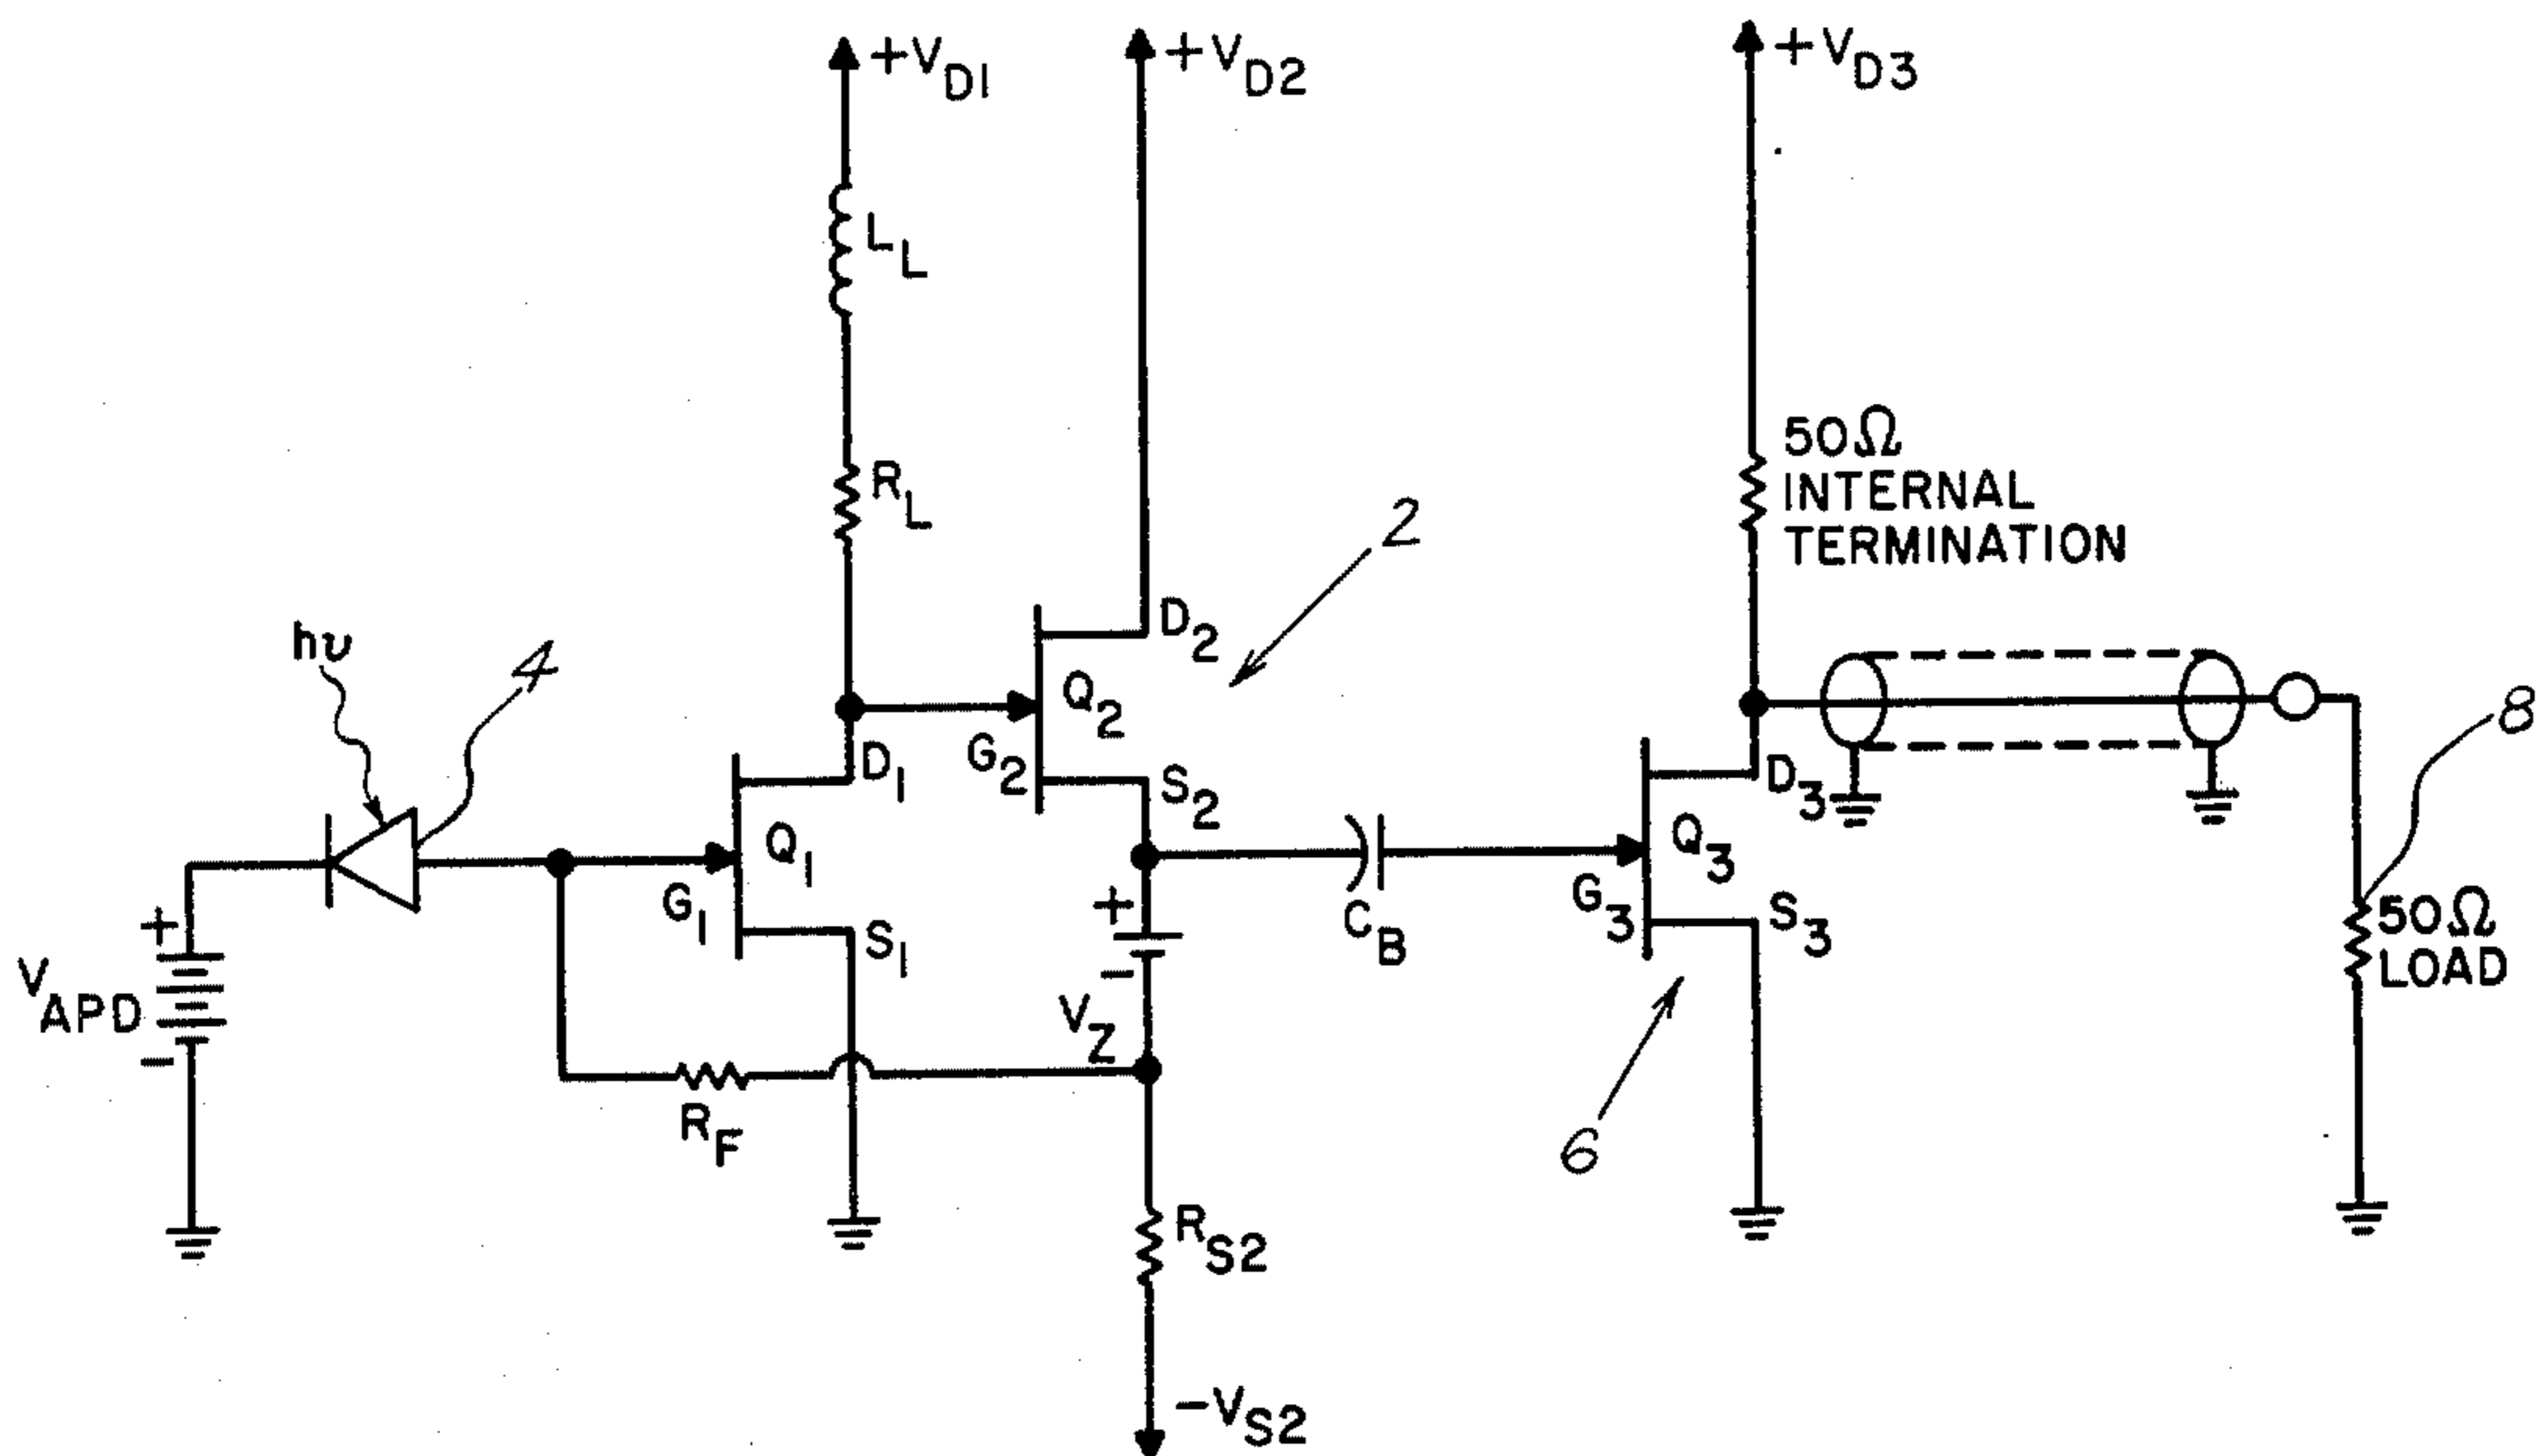 +V_D1
+V_D2
+V_D3
L_L
R_L
50Ω
INTERNAL
TERMINATION
2
hυ
4
D_2
Q_2
G_2
S_2
D_1
Q_1
G_1
S_1
8
D_3
Q_3
G_3
S_3
C_B
50Ω
LOAD
+
-
V_APD
+
-
V_Z
R_F
6
R_S2
-V_S2